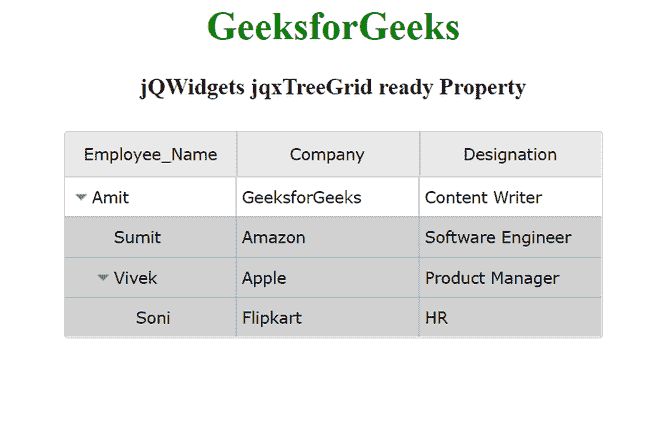 GeeksforGeeks
jQWidgets jqxTreeGrid ready Property
Employee_Name Company Designation
Amit GeeksforGeeks Content Writer
Sumit Amazon Software Engineer
Vivek Apple Product Manager
Soni Flipkart HR